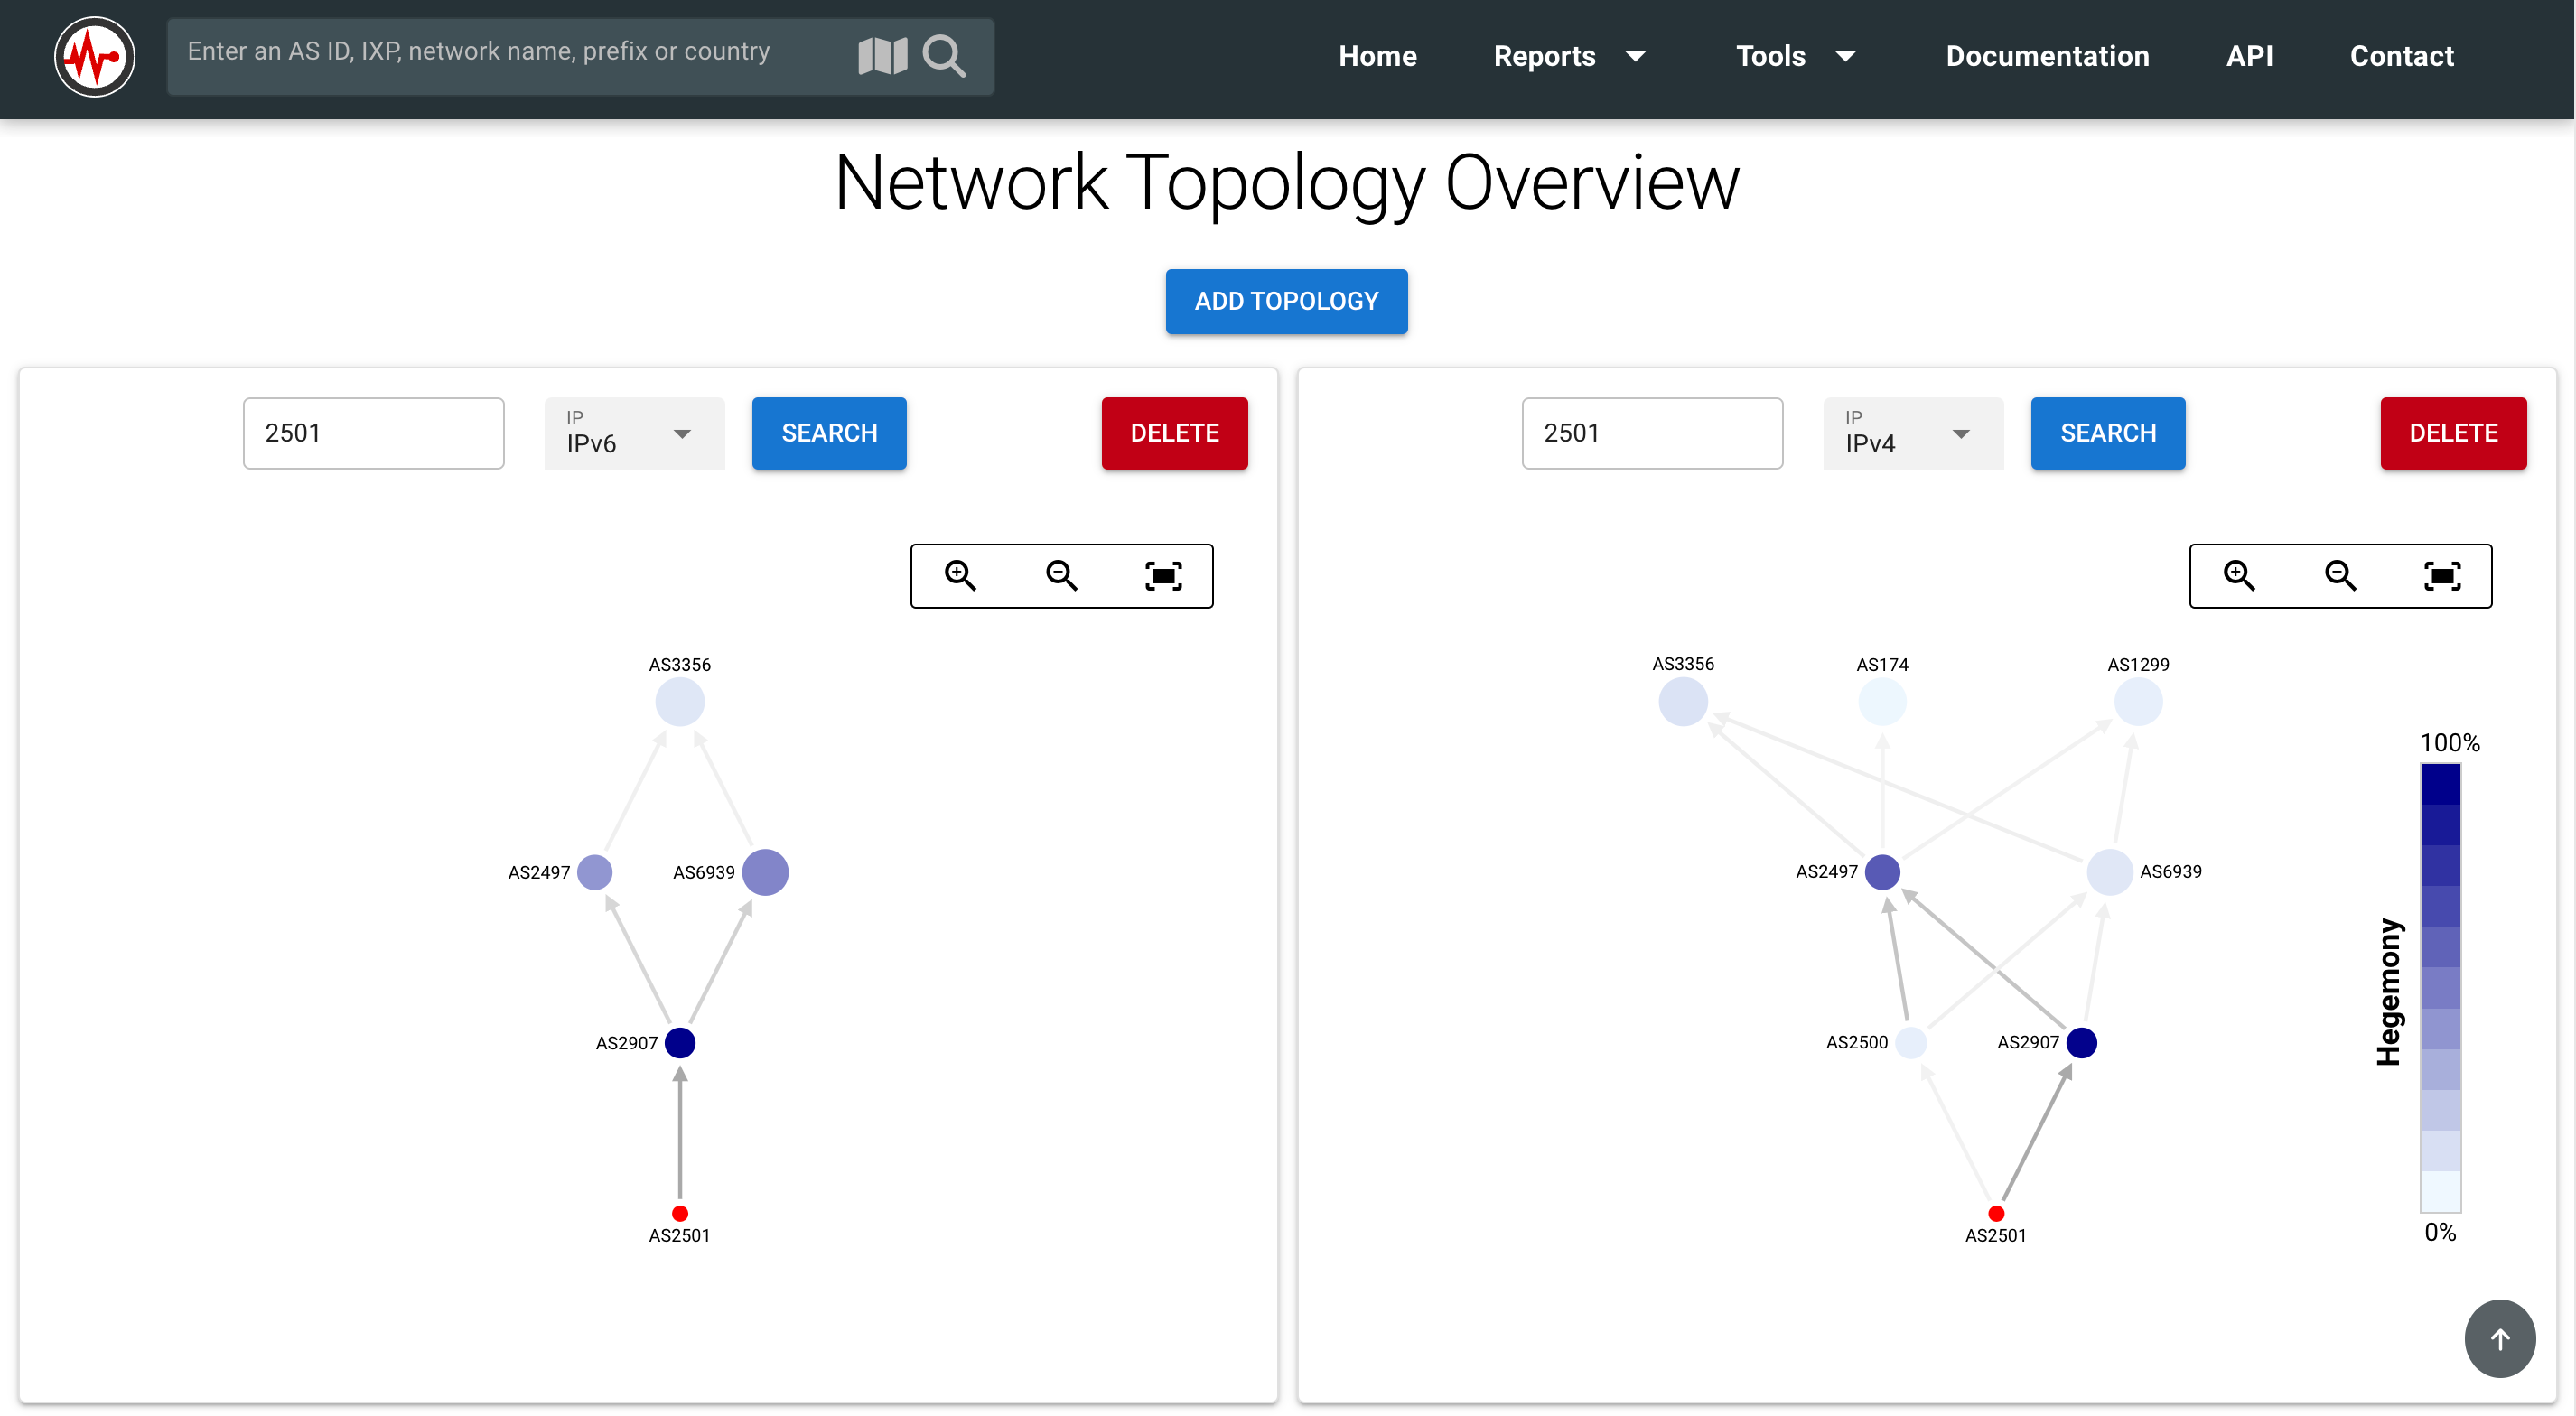 Enter an AS ID, IXP, network name, prefix or country
Home
Reports
Tools
Documentation
API
Contact
Network Topology Overview
ADD TOPOLOGY
2501
IP
IPv6
SEARCH
DELETE
AS3356
AS2497
AS6939
AS2907
AS2501
2501
IP
IPv4
SEARCH
DELETE
AS3356
AS174
AS1299
AS2497
AS6939
AS2500
AS2907
AS2501
100%
Hegemony
0%